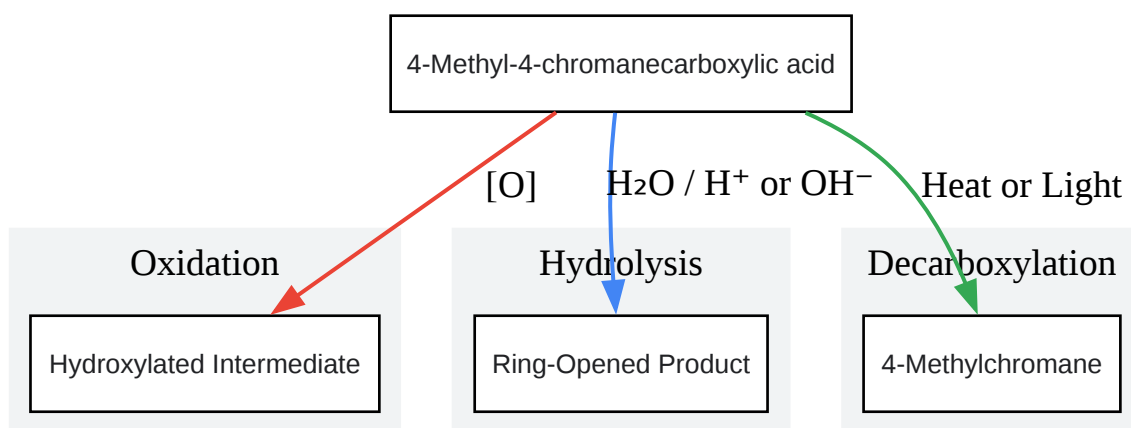 4-Methyl-4-chromanecarboxylic acid
[O]
H₂O / H⁺ or OH⁻
Heat or Light
Oxidation
Hydrolysis
Decarboxylation
Hydroxylated Intermediate
Ring-Opened Product
4-Methylchromane